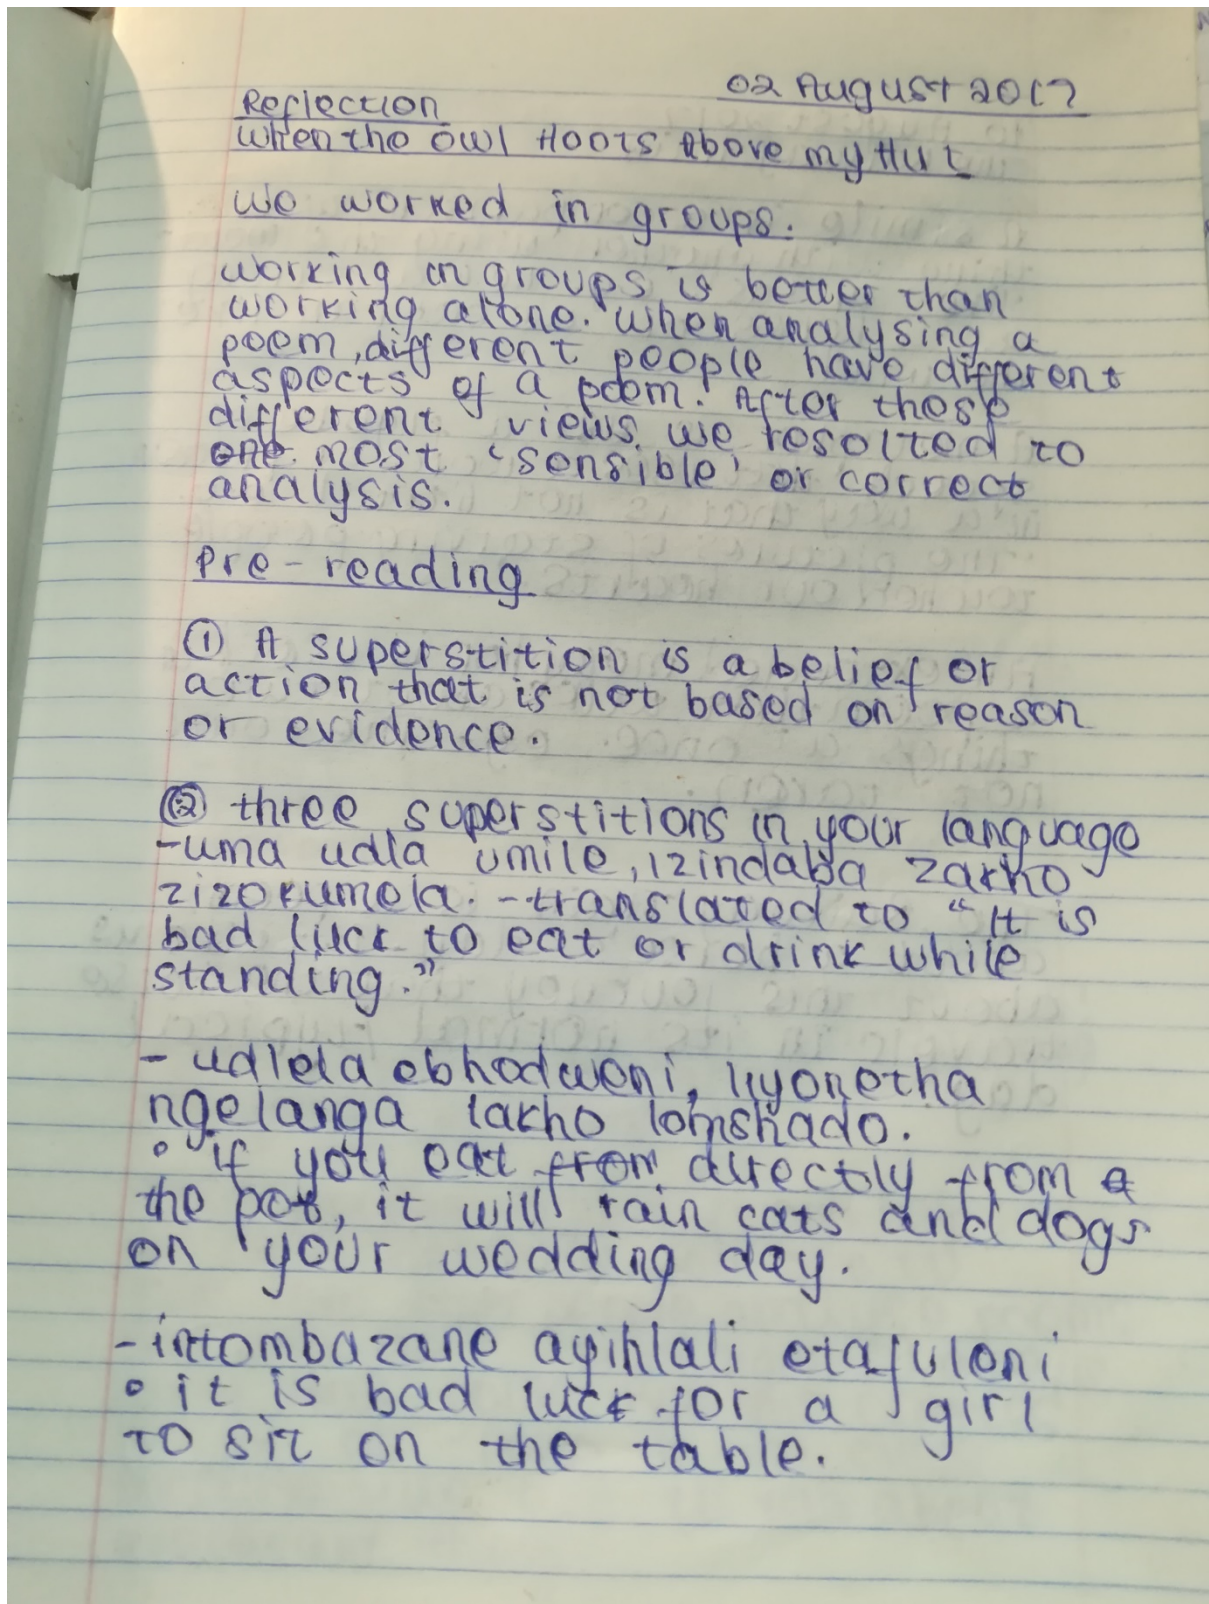 02 August 2017
Reflection
When the Owl Hoots Above my Hut
We worked in groups.
Working in groups is better than
working alone. When analysing a
poem, different people have different
aspects of a poem. After these
different views, we resolted to
one most 'sensible' or correct
analysis.
Pre-reading
① A superstition is a belief or
action that is not based on reason
or evidence.
② three superstitions in your language
- uma udla umile, izindaba zakho
zizokumela. - translated to "It is
bad luck to eat or drink while
standing."
- udlela ebhodweni, liyonetha
ngelanga lakho lomshado.
• "if you eat from directly from a
the pot, it will rain cats and dogs
on your wedding day.
- intombazane ayihlali etafuleni
• it is bad luck for a girl
to sit on the table.